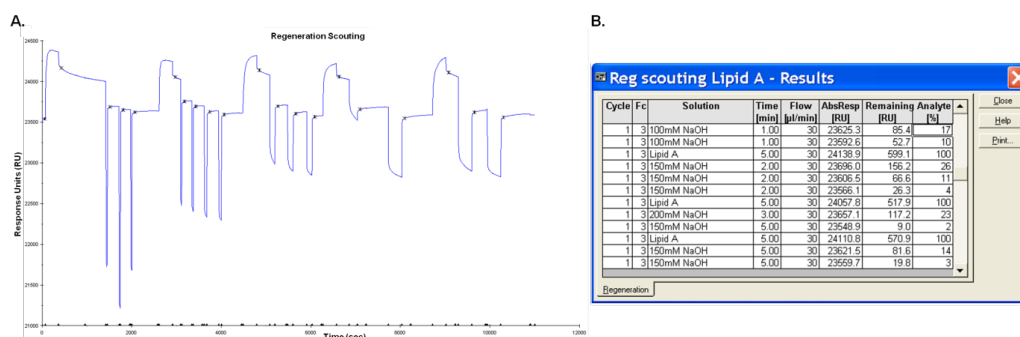 A.
Regeneration Scouting
24500
24000
23500
23000
22500
22000
21500
21000
Response Units (RU)
0
2000
4000
6000
8000
10000
12000
Time (sec)
B.
Reg scouting Lipid A - Results
Cycle Fc Solution Time [min] Flow [µl/min] AbsResp [RU] Remaining [RU] Analyte [%]
1 3 100mM NaOH 1.00 30 23625.3 85.4 17
1 3 100mM NaOH 1.00 30 23592.6 52.7 10
1 3 Lipid A 5.00 30 24138.9 599.1 100
1 3 150mM NaOH 2.00 30 23696.0 156.2 26
1 3 150mM NaOH 2.00 30 23606.5 66.6 11
1 3 150mM NaOH 2.00 30 23566.1 26.3 4
1 3 Lipid A 5.00 30 24057.8 517.9 100
1 3 200mM NaOH 3.00 30 23657.1 117.2 23
1 3 150mM NaOH 5.00 30 23548.9 9.0 2
1 3 Lipid A 5.00 30 24110.8 570.9 100
1 3 150mM NaOH 5.00 30 23621.5 81.6 14
1 3 150mM NaOH 5.00 30 23559.7 19.8 3
Regeneration
Close
Help
Print...